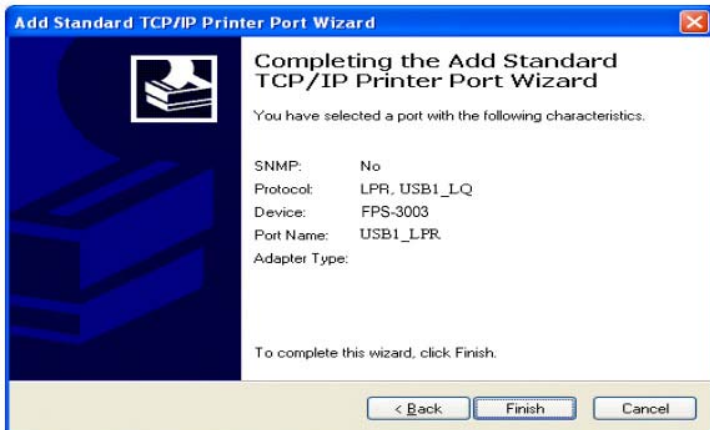 Add Standard TCP/IP Printer Port Wizard
Completing the Add Standard
TCP/IP Printer Port Wizard
You have selected a port with the following characteristics.
SNMP: No
Protocol: LPR, USB1_LQ
Device: FPS-3003
Port Name: USB1_LPR
Adapter Type:
To complete this wizard, click Finish.
< Back Finish Cancel